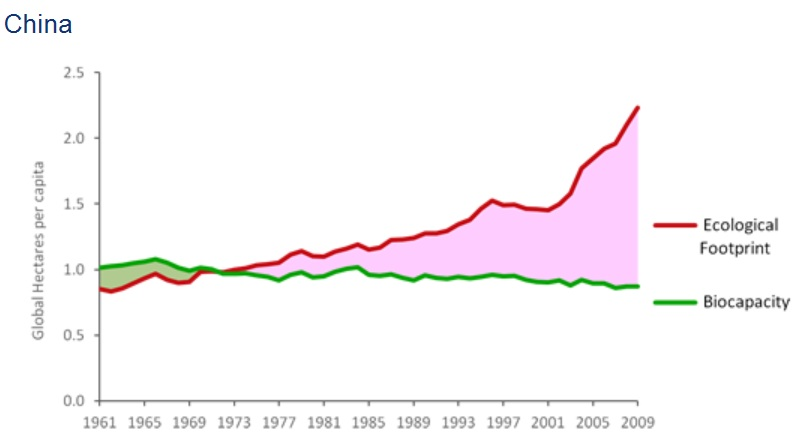 China
Global Hectares per capita
2.5
2.0
1.5
1.0
0.5
0.0
1961 1965 1969 1973 1977 1981 1985 1989 1993 1997 2001 2005 2009
Ecological
Footprint
Biocapacity